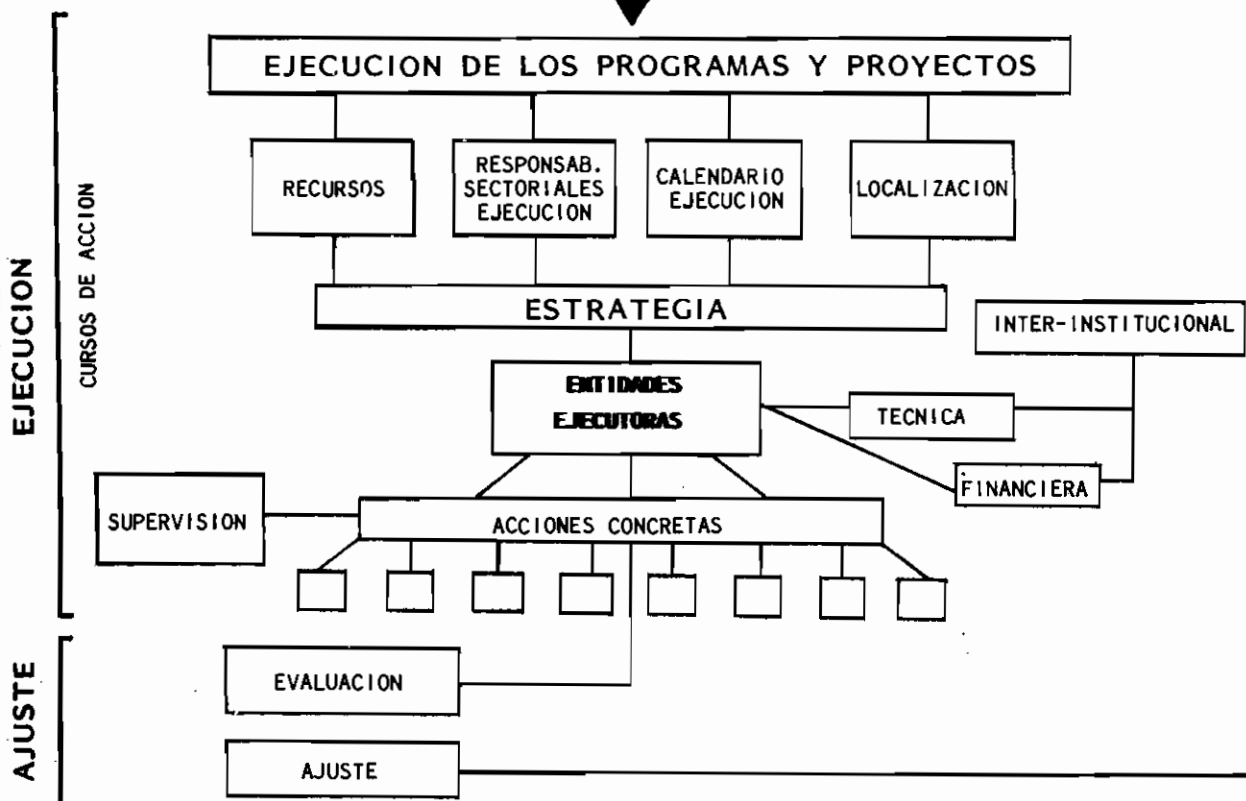 EJECUCION DE LOS PROGRAMAS Y PROYECTOS
RECURSOS
RESPONSAB.
SECTORIALES
EJECUCION
CALENDARIO
EJECUCION
LOCALIZACION
EJECUCION
CURSOS DE ACCION
ESTRATEGIA
INTER-INSTITUCIONAL
ENTIDADES
EJECUTORAS
TECNICA
FINANCIERA
SUPERVISION
ACCIONES CONCRETAS
AJUSTE
EVALUACION
AJUSTE